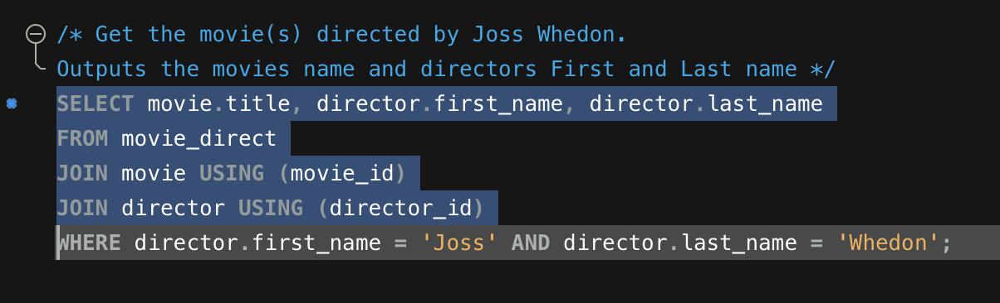 /* Get the movie(s) directed by Joss Whedon.
Outputs the movies name and directors First and Last name */
SELECT movie.title, director.first_name, director.last_name
FROM movie_direct
JOIN movie USING (movie_id)
JOIN director USING (director_id)
WHERE director.first_name = 'Joss' AND director.last_name = 'Whedon';